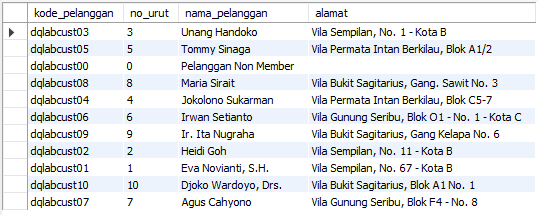 kode_pelanggan no_urut nama_pelanggan alamat
dqlabcust03 3 Unang Handoko Vila Sempilan, No. 1 - Kota B
dqlabcust05 5 Tommy Sinaga Vila Permata Intan Berkilau, Blok A1/2
dqlabcust00 0 Pelanggan Non Member
dqlabcust08 8 Maria Sirait Vila Bukit Sagitarius, Gang. Sawit No. 3
dqlabcust04 4 Jokolono Sukarman Vila Permata Intan Berkilau, Blok C5-7
dqlabcust06 6 Irwan Setianto Vila Gunung Seribu, Blok O1 - No. 1 - Kota C
dqlabcust09 9 Ir. Ita Nugraha Vila Bukit Sagitarius, Gang Kelapa No. 6
dqlabcust02 2 Heidi Goh Vila Sempilan, No. 11 - Kota B
dqlabcust01 1 Eva Novianti, S.H. Vila Sempilan, No. 67 - Kota B
dqlabcust10 10 Djoko Wardoyo, Drs. Vila Bukit Sagitarius, Blok A1 No. 1
dqlabcust07 7 Agus Cahyono Vila Gunung Seribu, Blok F4 - No. 8